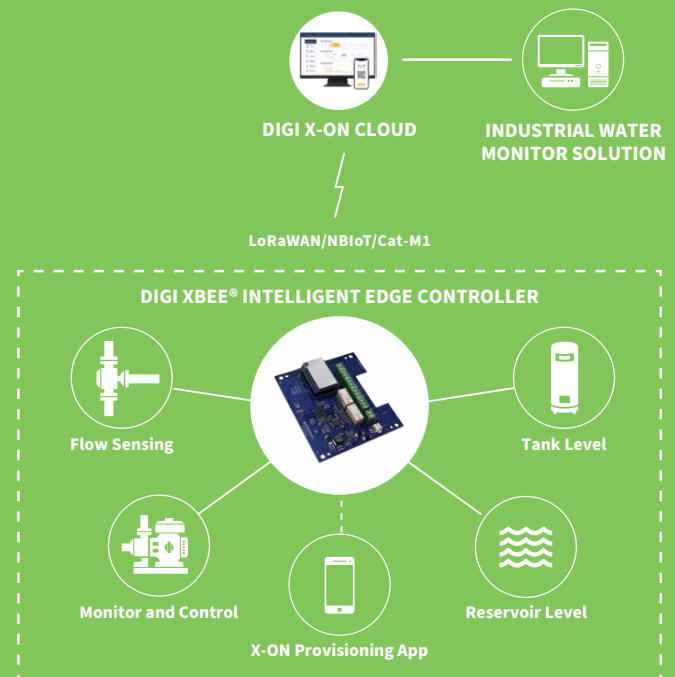 DIGI X-ON CLOUD
INDUSTRIAL WATER
MONITOR SOLUTION
LoRaWAN/NBIoT/Cat-M1
DIGI XBEE® INTELLIGENT EDGE CONTROLLER
Flow Sensing
Tank Level
Monitor and Control
Reservoir Level
X-ON Provisioning App